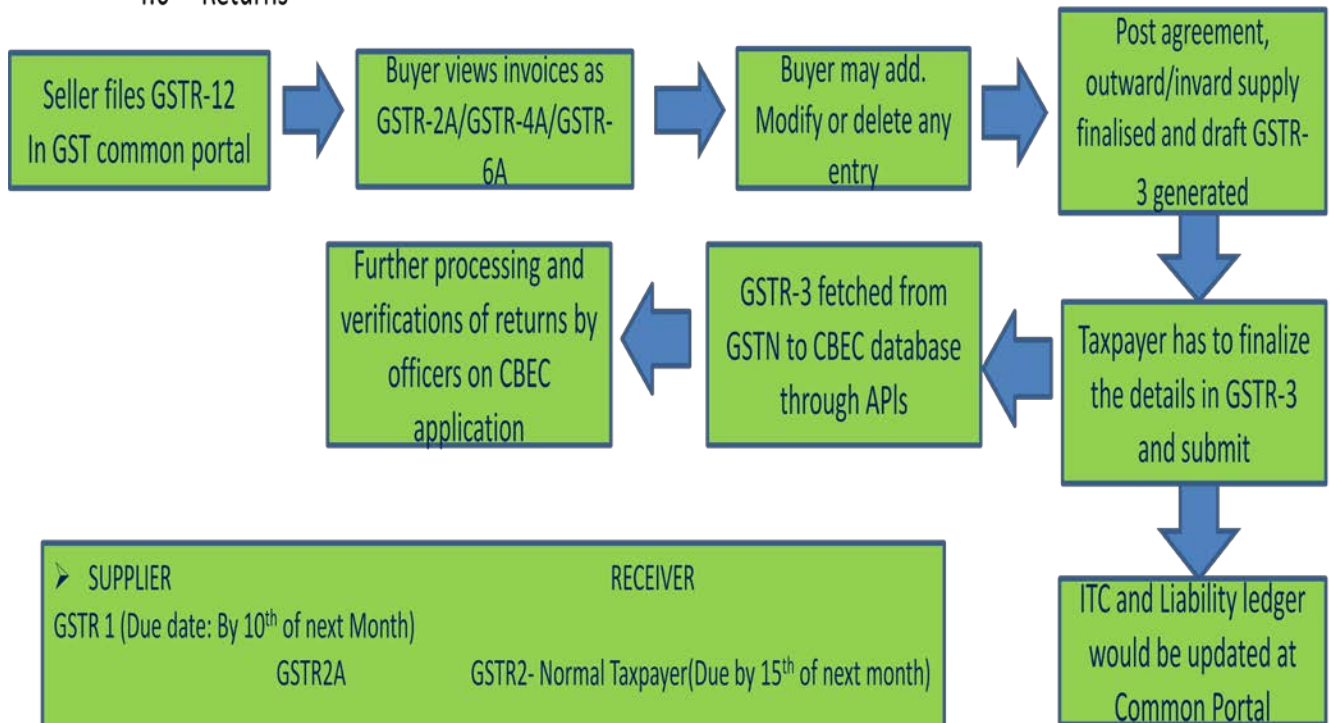 Returns
Seller files GSTR-12
In GST common portal
Buyer views invoices as
GSTR-2A/GSTR-4A/GSTR-
6A
Buyer may add.
Modify or delete any
entry
Post agreement,
outward/invard supply
finalised and draft GSTR-
3 generated
Further processing and
verifications of returns by
officers on CBEC
application
GSTR-3 fetched from
GSTN to CBEC database
through APIs
Taxpayer has to finalize
the details in GSTR-3
and submit
ITC and Liability ledger
would be updated at
Common Portal
➢ SUPPLIER RECEIVER
GSTR 1 (Due date: By 10th of next Month)
GSTR2A GSTR2- Normal Taxpayer(Due by 15th of next month)